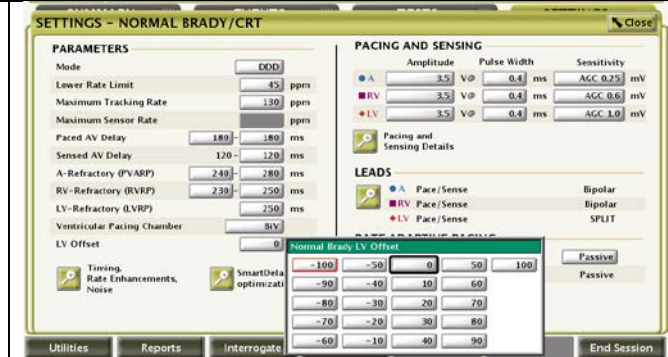 SETTINGS - NORMAL BRADY/CRT
Close
PARAMETERS
Mode DDD
Lower Rate Limit 45 ppm
Maximum Tracking Rate 130 ppm
Maximum Sensor Rate ppm
Paced AV Delay 180 - 180 ms
Sensed AV Delay 120 - 120 ms
A-Refractory (PVARP) 240 - 280 ms
RV-Refractory (RVRP) 230 - 250 ms
LV-Refractory (LVRP) 250 ms
Ventricular Pacing Chamber BiV
LV Offset 0
Timing,
Rate Enhancements,
Noise
SmartDela
optimizati
PACING AND SENSING
Amplitude Pulse Width Sensitivity
A 3.5 V@ 0.4 ms AGC 0.25 mV
RV 3.5 V@ 0.4 ms AGC 0.6 mV
LV 3.5 V@ 0.4 ms AGC 1.0 mV
Pacing and
Sensing Details
LEADS
A Pace/Sense Bipolar
RV Pace/Sense Bipolar
LV Pace/Sense SPLIT
RATE ADAPTIVE PACING
Passive
Passive
Normal Brady LV Offset
-100 -50 0 50 100
-90 -40 10 60
-80 -30 20 70
-70 -20 30 80
-60 -10 40 90
Utilities Reports Interrogate End Session